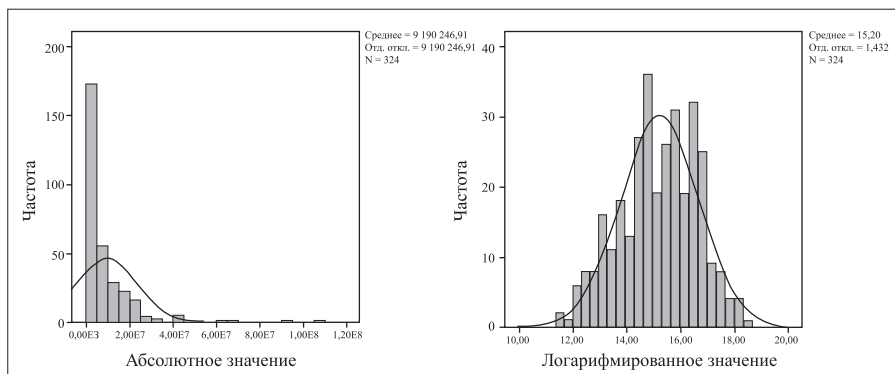 Среднее = 9 190 246,91
Отд. откл. = 9 190 246,91
N = 324
200
150
100
50
0
Частота
0,00E3
2,00E7
4,00E7
6,00E7
8,00E7
1,00E8
1,20E8
Абсолютное значение
Среднее = 15,20
Отд. откл. = 1,432
N = 324
40
30
20
10
0
Частота
10,00
12,00
14,00
16,00
18,00
20,00
Логарифмированное значение